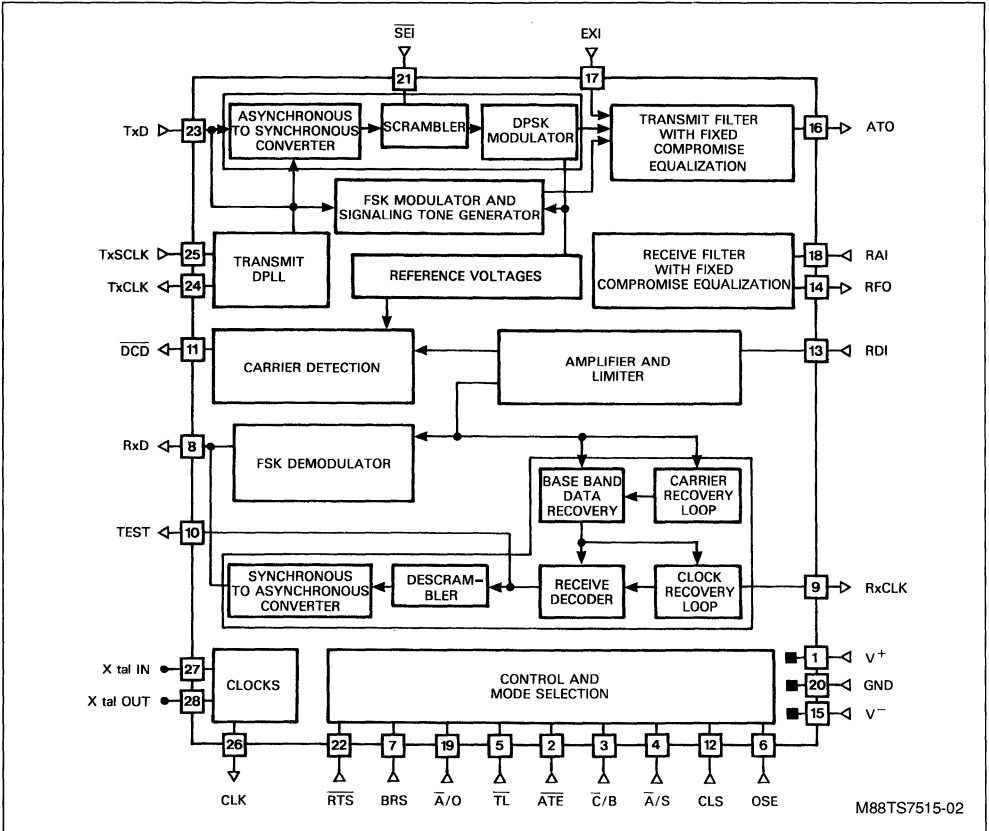 SEI
EXI
21
17
TxD
23
ASYNCHRONOUS
TO SYNCHRONOUS
CONVERTER
SCRAMBLER
DPSK
MODULATOR
TRANSMIT FILTER
WITH FIXED
COMPROMISE
EQUALIZATION
16
ATO
FSK MODULATOR AND
SIGNALING TONE GENERATOR
TxSCLK
25
TxCLK
24
TRANSMIT
DPLL
REFERENCE VOLTAGES
RECEIVE FILTER
WITH FIXED
COMPROMISE EQUALIZATION
18
RAI
14
RFO
DCD
11
CARRIER DETECTION
AMPLIFIER AND
LIMITER
13
RDI
RxD
8
FSK DEMODULATOR
BASE BAND
DATA
RECOVERY
CARRIER
RECOVERY
LOOP
TEST
10
SYNCHRONOUS
TO ASYNCHRONOUS
CONVERTER
DESCRAM-
BLER
RECEIVE
DECODER
CLOCK
RECOVERY
LOOP
9
RxCLK
X tal IN
27
X tal OUT
28
CLOCKS
CONTROL AND
MODE SELECTION
1
V+
20
GND
15
V−
26
22
7
19
5
2
3
4
12
6
CLK
RTS
BRS
A/O
TL
ATE
C/B
A/S
CLS
OSE
M88TS7515-02